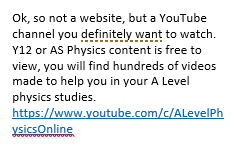 Ok, so not a website, but a YouTube
channel you definitely want to watch.
Y12 or AS Physics content is free to
view, you will find hundreds of videos
made to help you in your A Level
physics studies.
https://www.youtube.com/c/ALevelPh
ysicsOnline